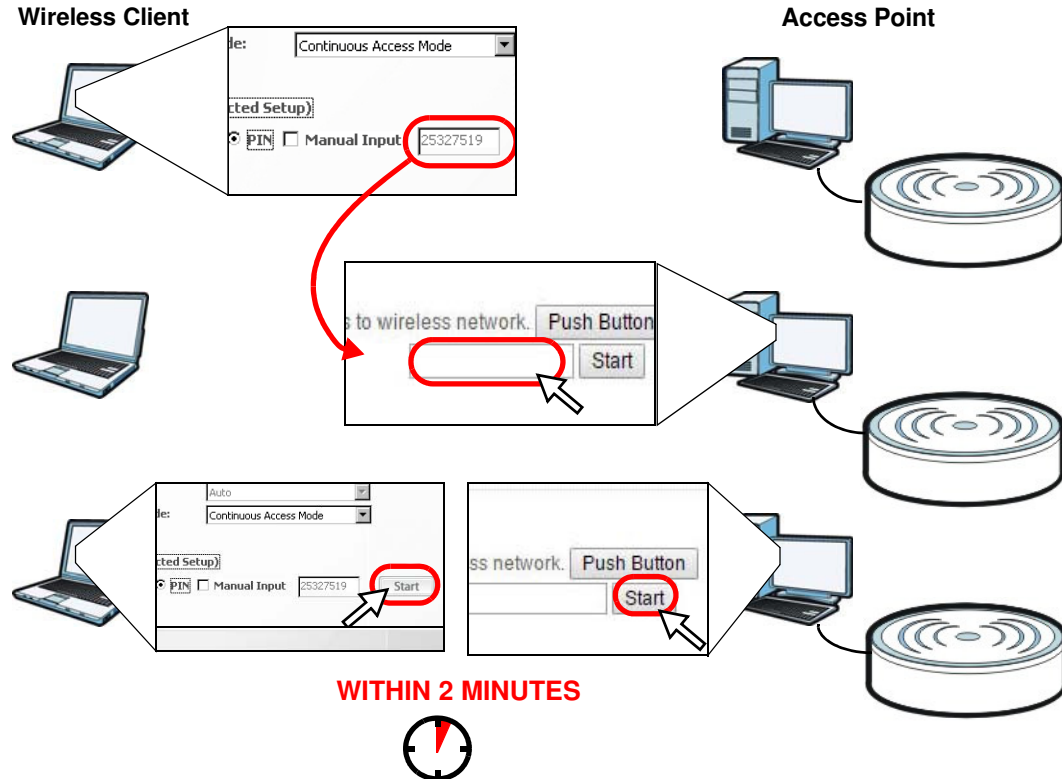 Wireless Client
Access Point
de:
Continuous Access Mode
cted Setup)
PIN
Manual Input
25327519
s to wireless network.
Push Button
Start
Auto
de:
Continuous Access Mode
cted Setup)
PIN
Manual Input
25327519
Start
ss network.
Push Button
Start
WITHIN 2 MINUTES